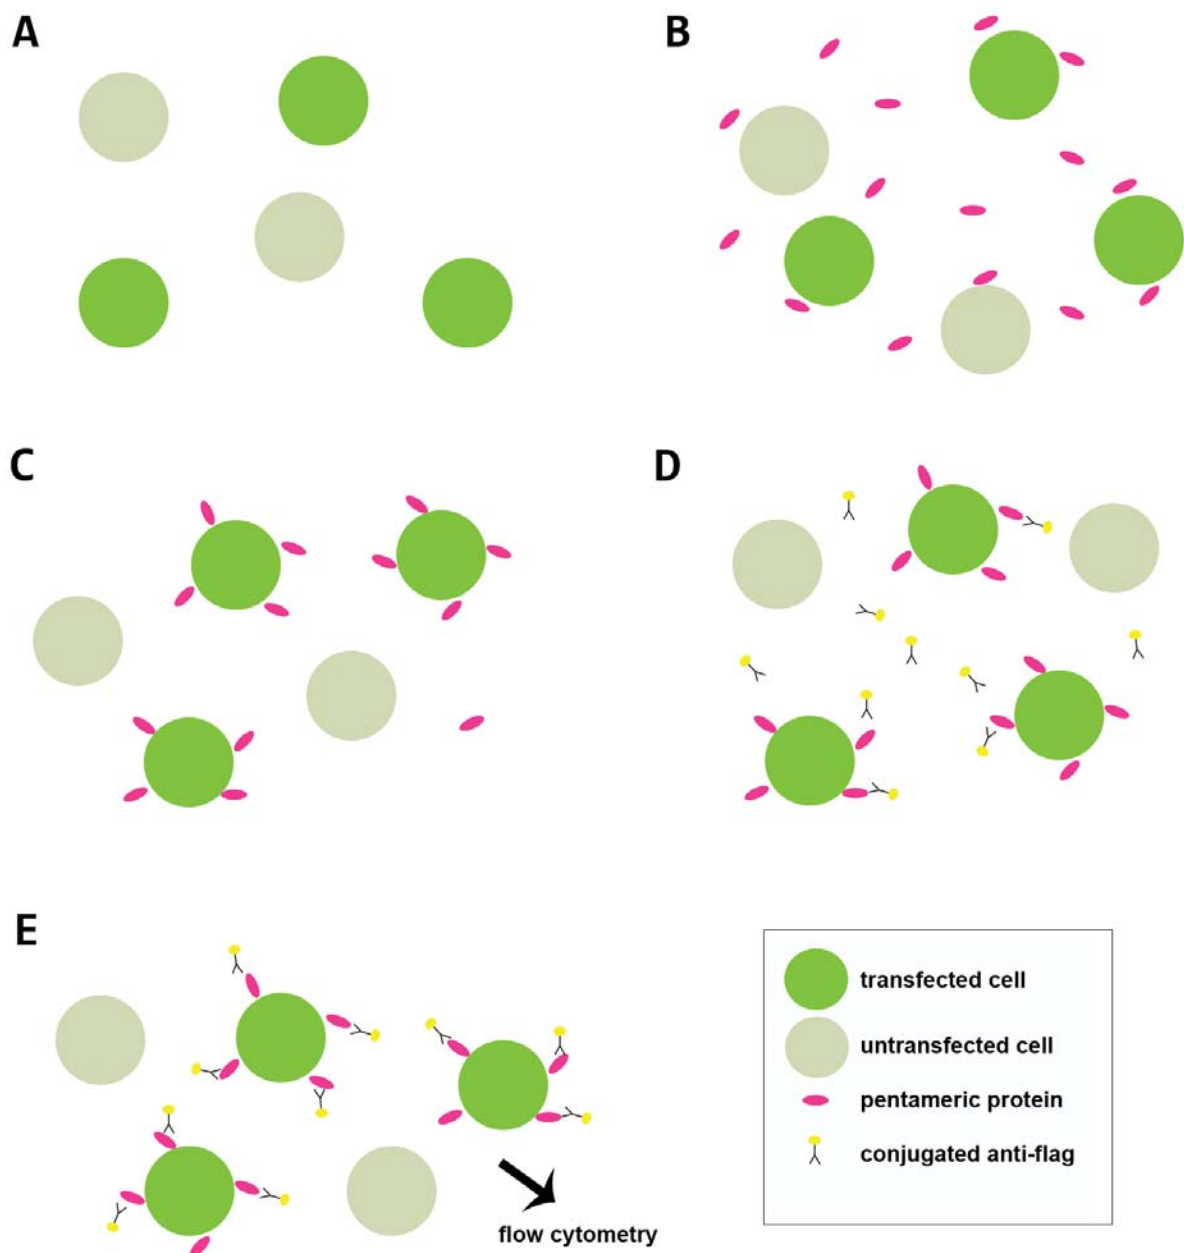 A
B
C
D
E
flow cytometry
transfected cell
untransfected cell
pentameric protein
conjugated anti-flag